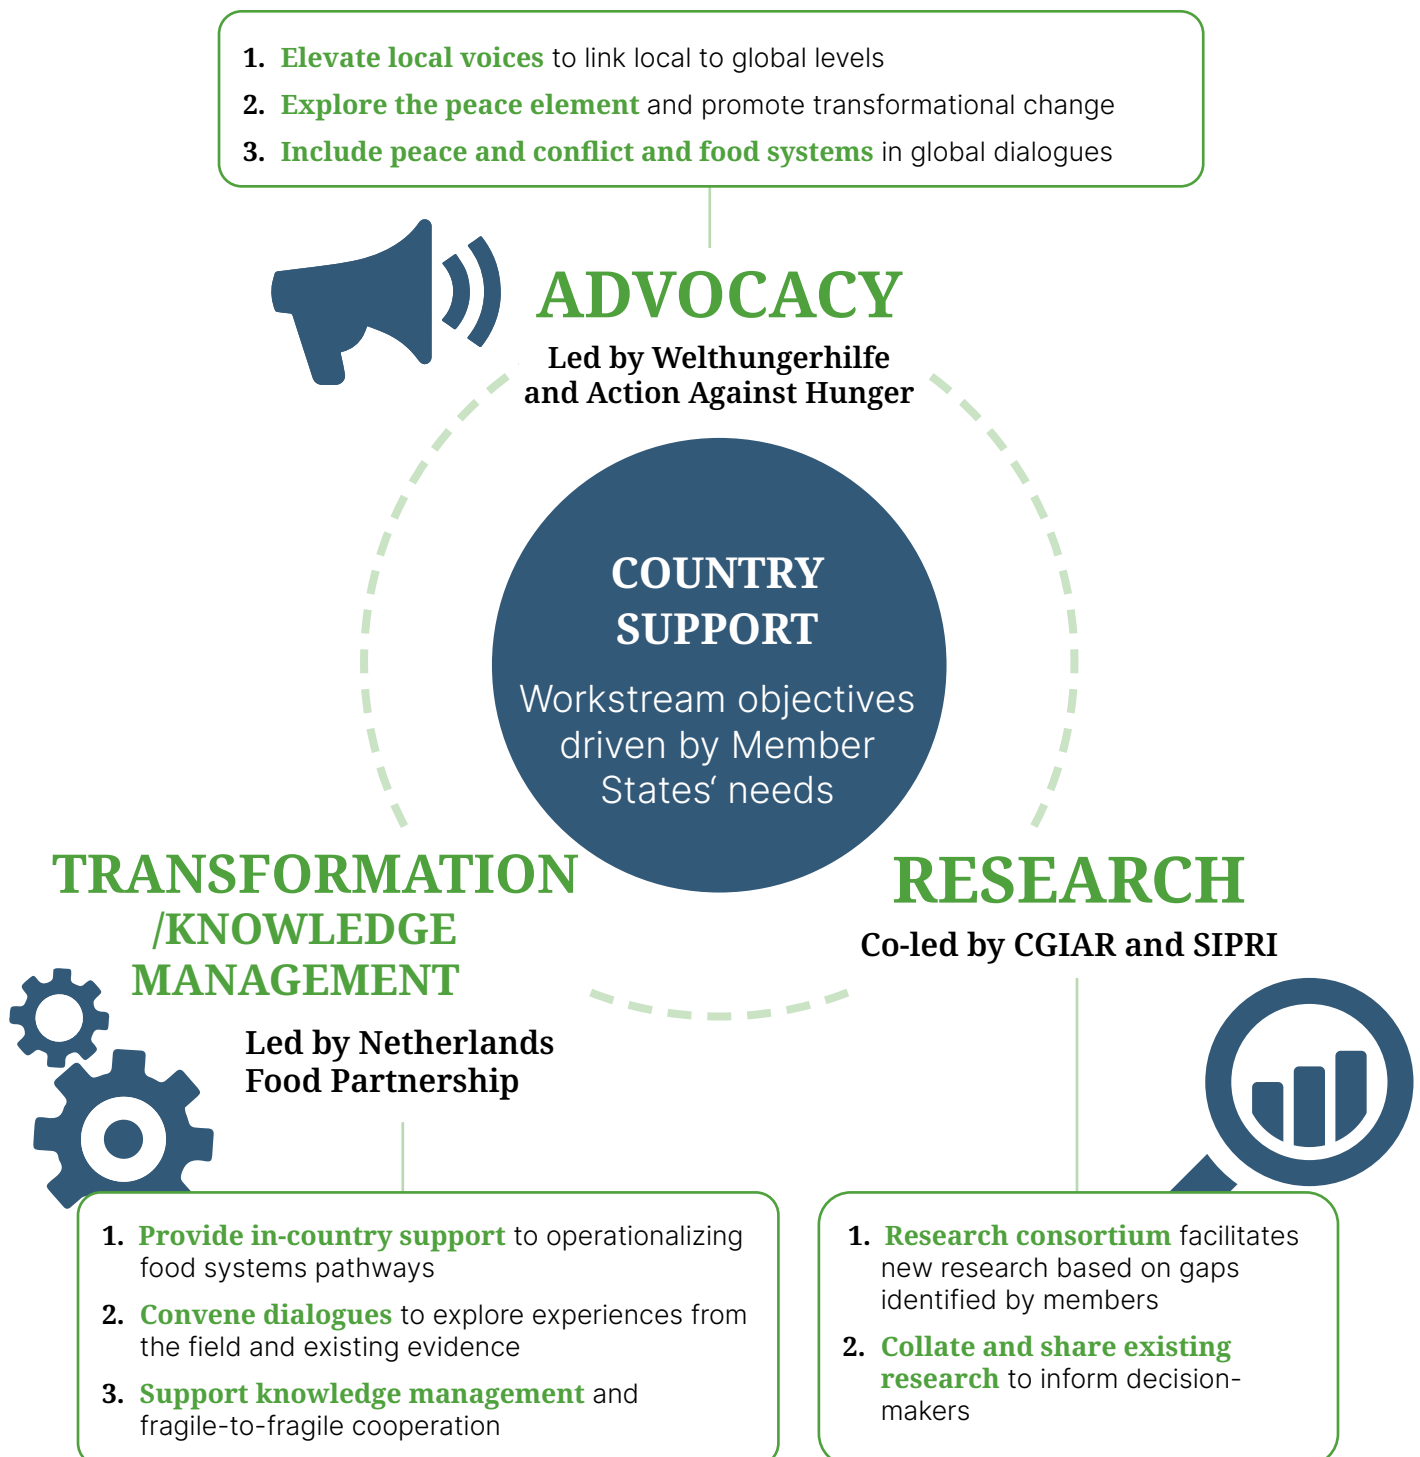 1. Elevate local voices to link local to global levels
2. Explore the peace element and promote transformational change
3. Include peace and conflict and food systems in global dialogues
ADVOCACY
Led by Welthungerhilfe
and Action Against Hunger
COUNTRY
SUPPORT
Workstream objectives
driven by Member
States‘ needs
TRANSFORMATION
/KNOWLEDGE
MANAGEMENT
Led by Netherlands
Food Partnership
RESEARCH
Co-led by CGIAR and SIPRI
1. Provide in-country support to operationalizing
food systems pathways
2. Convene dialogues to explore experiences from
the field and existing evidence
3. Support knowledge management and
fragile-to-fragile cooperation
1. Research consortium facilitates
new research based on gaps
identified by members
2. Collate and share existing
research to inform decision-
makers